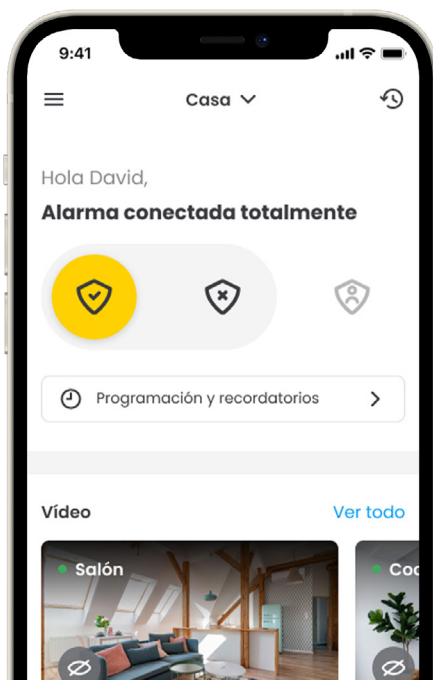 9:41
Casa
Hola David,
Alarma conectada totalmente
Programación y recordatorios
Vídeo
Ver todo
Salón